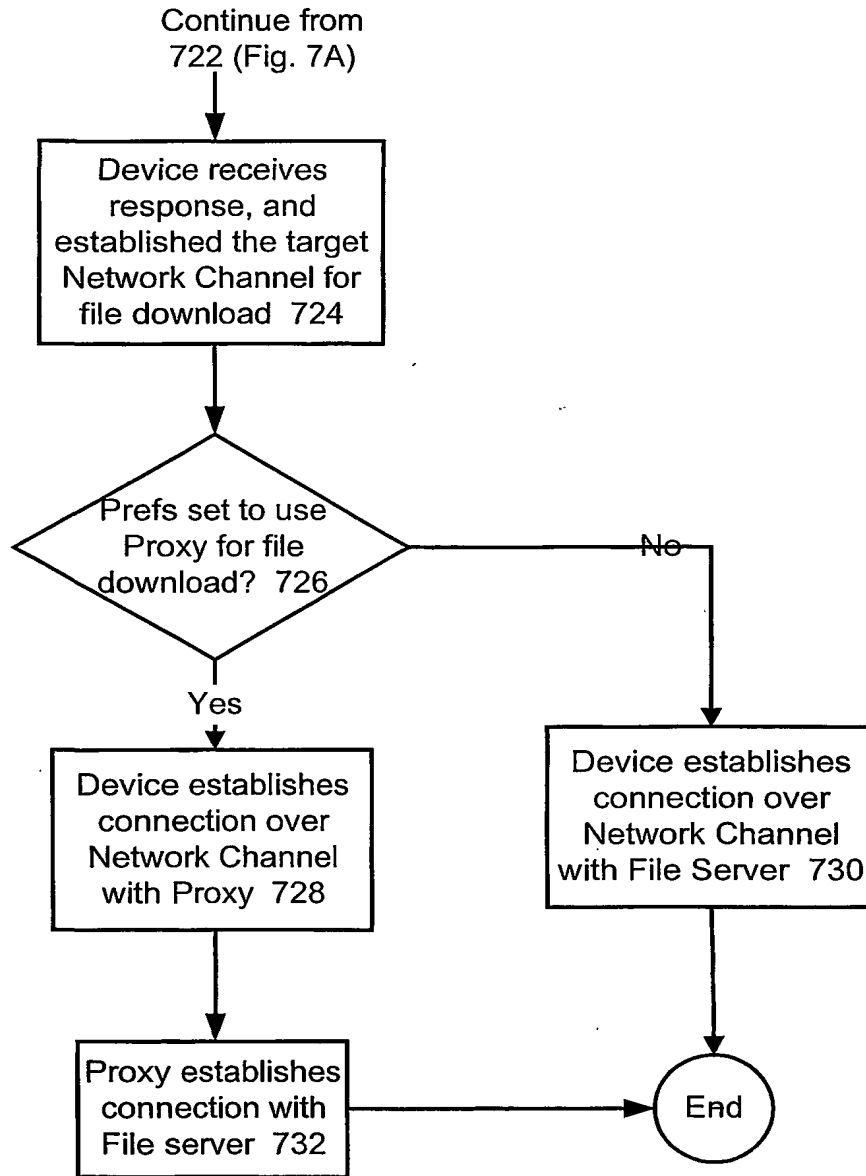 Continue from
722 (Fig. 7A)
Device receives
response, and
established the target
Network Channel for
file download 724
Prefs set to use
Proxy for file
download? 726
No
Yes
Device establishes
connection over
Network Channel
with Proxy 728
Device establishes
connection over
Network Channel
with File Server 730
Proxy establishes
connection with
File server 732
End